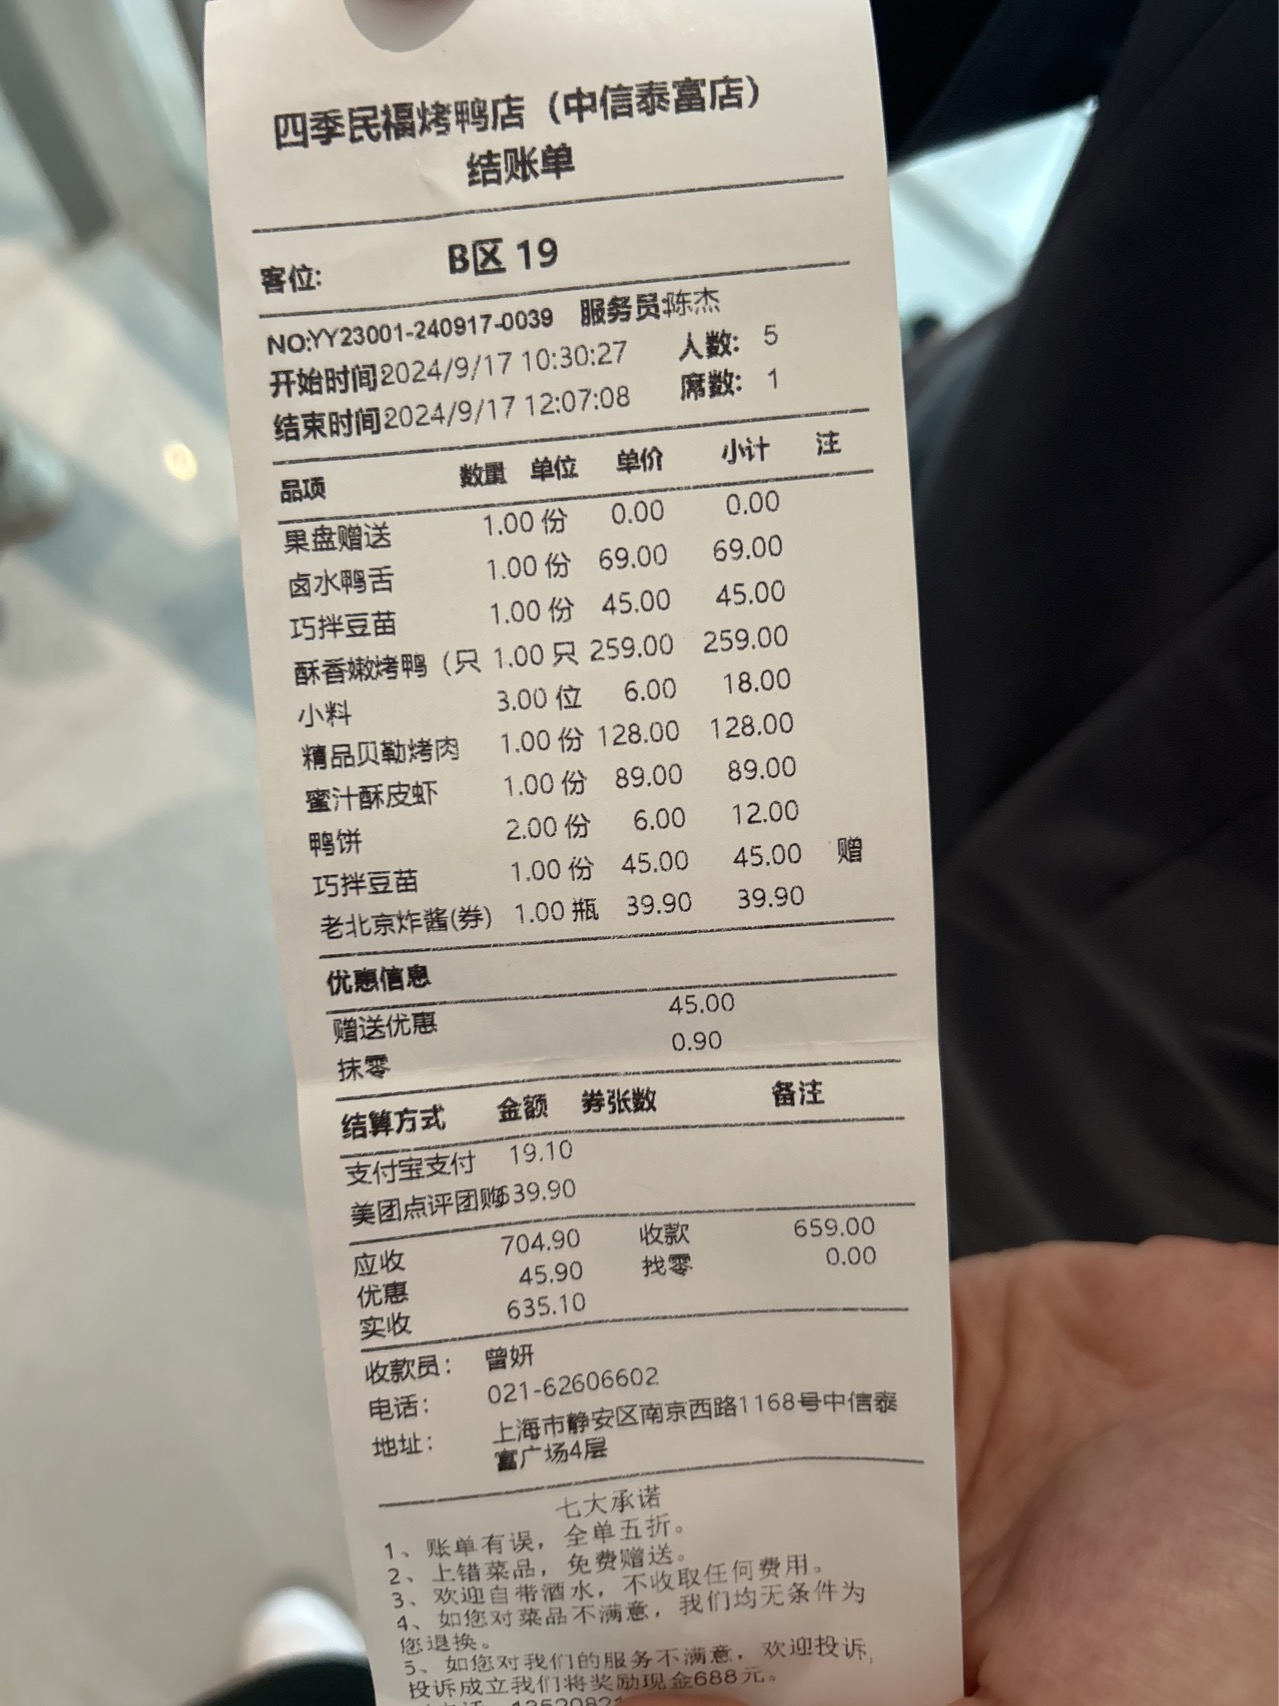 四季民福烤鸭店（中信泰富店）
结账单
客位: B区 19
NO:YY23001-240917-0039 服务员:陈杰
开始时间2024/9/17 10:30:27 人数: 5
结束时间2024/9/17 12:07:08 席数: 1
品项 数量 单位 单价 小计 注
果盘赠送 1.00 份 0.00 0.00
卤水鸭舌 1.00 份 69.00 69.00
巧拌豆苗 1.00 份 45.00 45.00
酥香嫩烤鸭（只 1.00 只 259.00 259.00
小料 3.00 位 6.00 18.00
精品贝勒烤肉 1.00 份 128.00 128.00
蜜汁酥皮虾 1.00 份 89.00 89.00
鸭饼 2.00 份 6.00 12.00
巧拌豆苗 1.00 份 45.00 45.00 赠
老北京炸酱(券) 1.00 瓶 39.90 39.90
优惠信息
赠送优惠 45.00
抹零 0.90
结算方式 金额 券张数 备注
支付宝支付 19.10
美团点评团购639.90
应收 704.90 收款 659.00
优惠 45.90 找零 0.00
实收 635.10
收款员: 曾妍
电话: 021-62606602
地址: 上海市静安区南京西路1168号中信泰
富广场4层
七大承诺
1、账单有误，全单五折。
2、上错菜品，免费赠送。
3、欢迎自带酒水，不收取任何费用。
4、如您对菜品不满意，我们均无条件为
您退换。
5、如您对我们的服务不满意，欢迎投诉，
投诉成立我们将奖励现金688元。